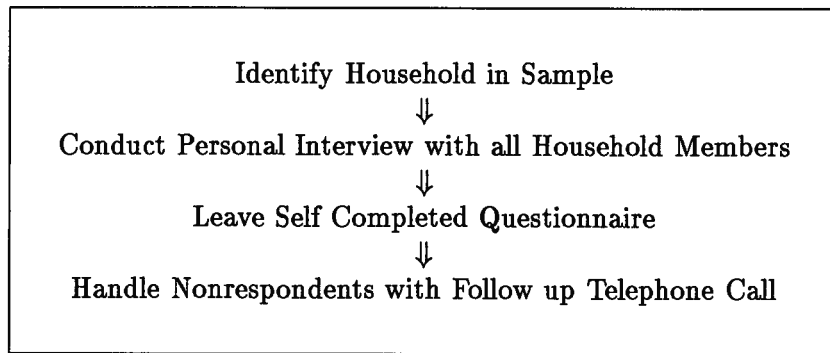 Identify Household in Sample
⇓
Conduct Personal Interview with all Household Members
⇓
Leave Self Completed Questionnaire
⇓
Handle Nonrespondents with Follow up Telephone Call